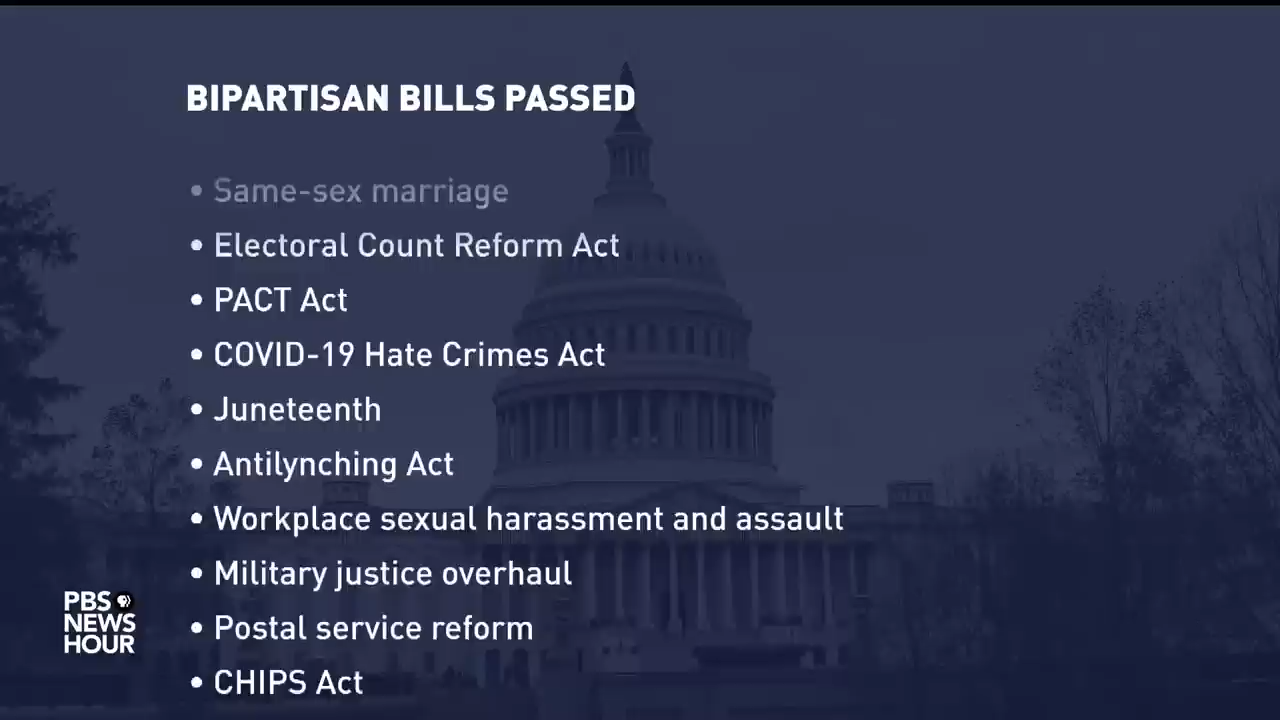 BIPARTISAN BILLS PASSED
• Same-sex marriage
• Electoral Count Reform Act
• PACT Act
• COVID-19 Hate Crimes Act
• Juneteenth
• Antilynching Act
• Workplace sexual harassment and assault
• Military justice overhaul
• Postal service reform
• CHIPS Act
PBS
NEWS
HOUR